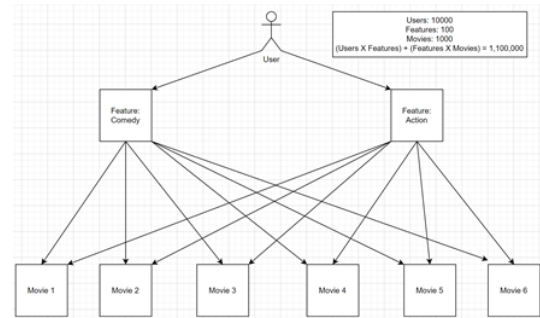 Users: 10000
Features: 100
Movies: 1000
(Users X Features) + (Features X Movies) = 1,100,000
User
Feature:
Comedy
Feature:
Action
Movie 1
Movie 2
Movie 3
Movie 4
Movie 5
Movie 6